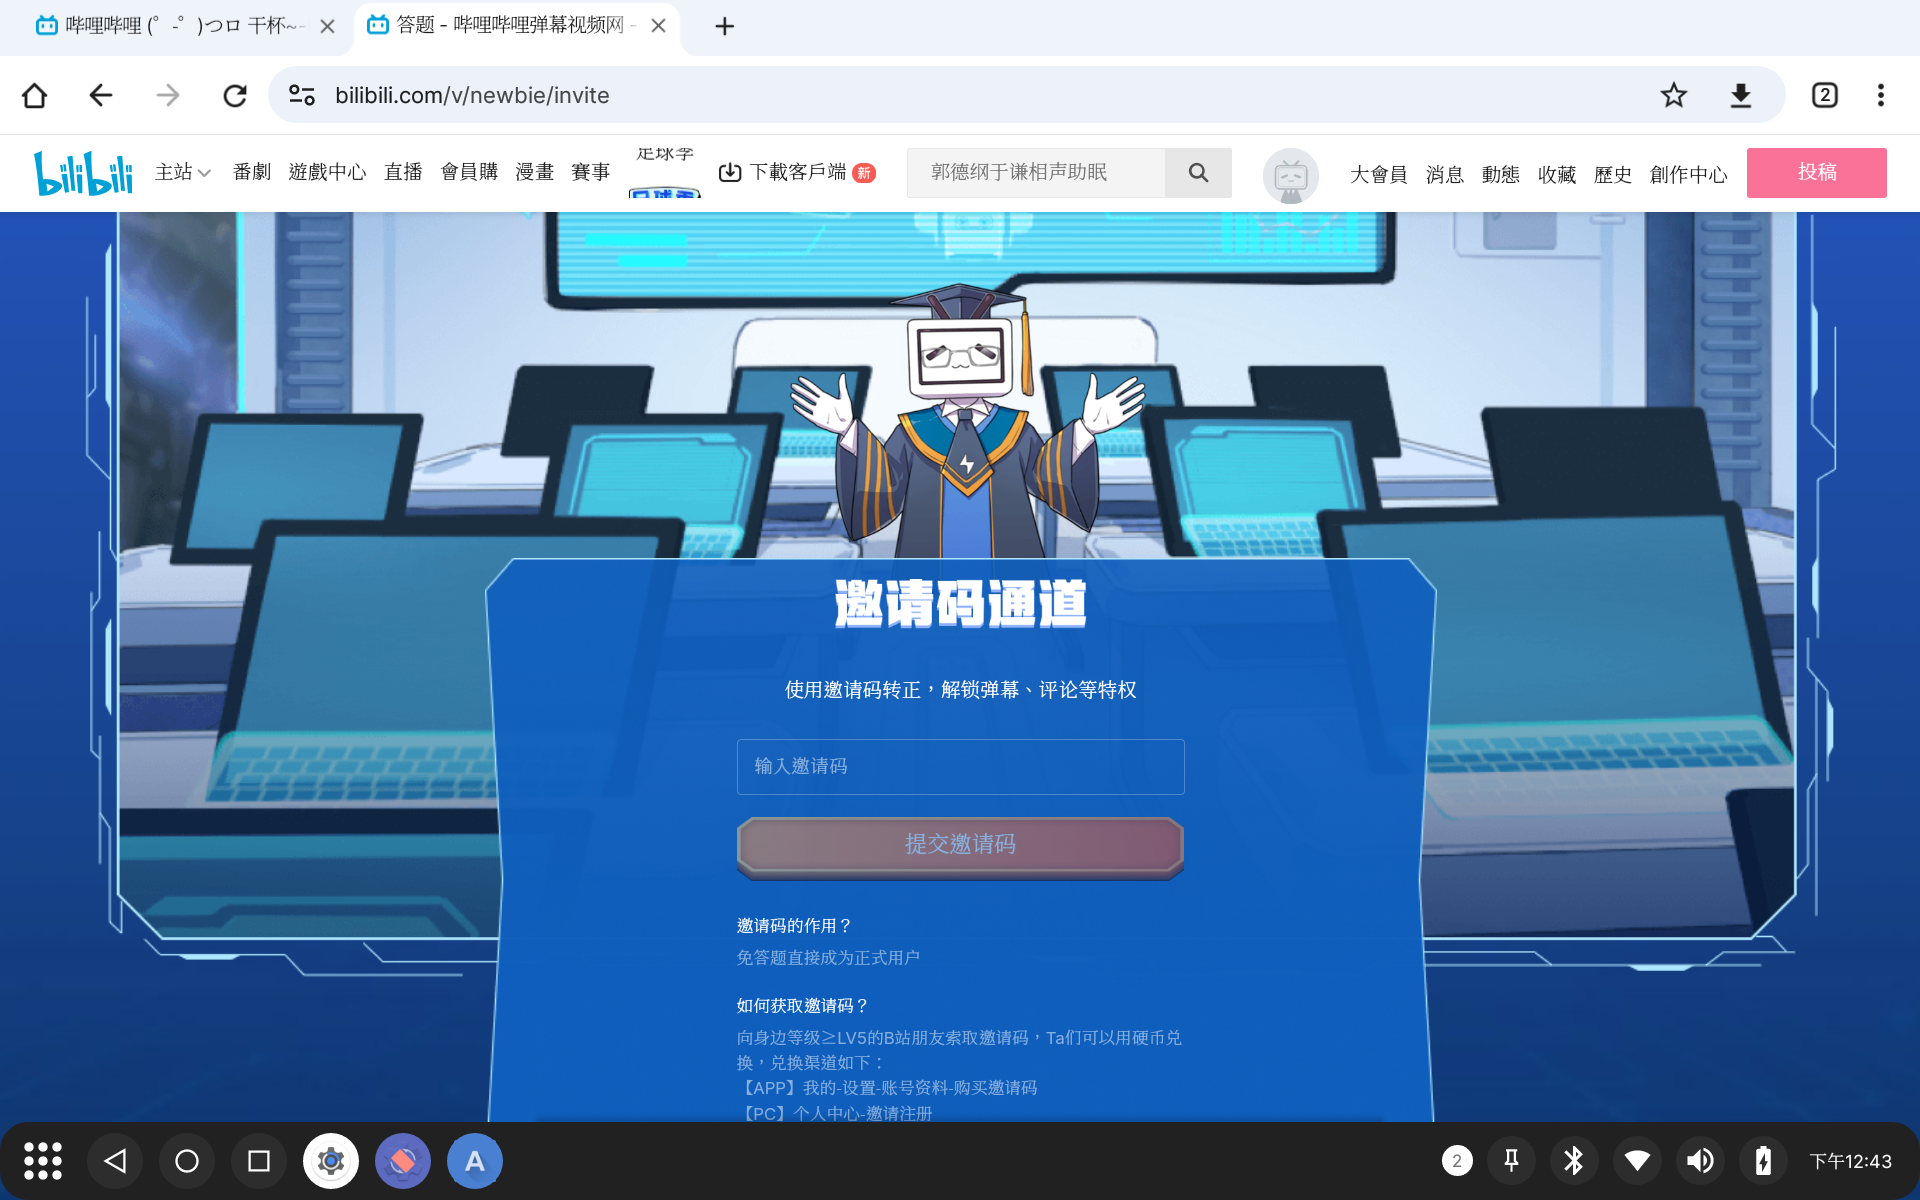 哔哩哔哩 (゜-゜)つロ 干杯~-
答题 - 哔哩哔哩弹幕视频网 -
2
bilibili.com/v/newbie/invite
bilibili
主站
番劇
遊戲中心
直播
會員購
漫畫
賽事
足球季
下載客戶端
新
郭德纲于谦相声助眠
大會員
消息
動態
收藏
歷史
創作中心
投稿
邀请码通道
使用邀请码转正，解锁弹幕、评论等特权
输入邀请码
提交邀请码
邀请码的作用？
免答题直接成为正式用户
如何获取邀请码？
向身边等级≥LV5的B站朋友索取邀请码，Ta们可以用硬币兑
换，兑换渠道如下：
【APP】我的-设置-账号资料-购买邀请码
【PC】个人中心-邀请注册
A
2
下午12:43